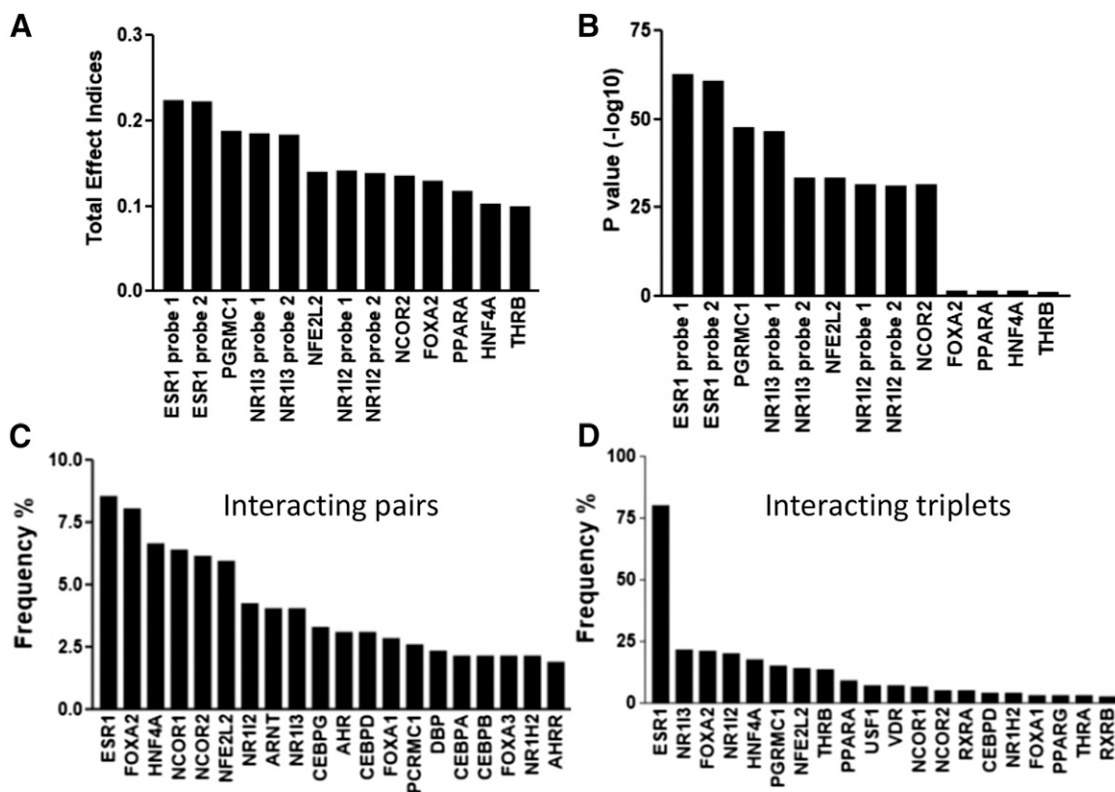 A
Total Effect Indices
0.3
0.2
0.1
0.0
ESR1 probe 1
ESR1 probe 2
PGRMC1
NR1I3 probe 1
NR1I3 probe 2
NFE2L2
NR1I2 probe 1
NR1I2 probe 2
NCOR2
FOXA2
PPARA
HNF4A
THRB
B
P value (-log10)
75
50
25
0
ESR1 probe 1
ESR1 probe 2
PGRMC1
NR1I3 probe 1
NR1I3 probe 2
NFE2L2
NR1I2 probe 1
NR1I2 probe 2
NCOR2
FOXA2
PPARA
HNF4A
THRB
C
Frequency %
10.0
7.5
5.0
2.5
0.0
Interacting pairs
ESR1
FOXA2
HNF4A
NCOR1
NCOR2
NFE2L2
NR1I2
ARNT
NR1I3
CEBPG
AHR
CEBPD
FOXA1
PCRMC1
DBP
CEBPA
CEBPB
FOXA3
NR1H2
AHRR
D
Frequency %
100
75
50
25
0
Interacting triplets
ESR1
NR1I3
FOXA2
NR1I2
HNF4A
PGRMC1
NFE2L2
THRB
PPARA
USF1
VDR
NCOR1
NCOR2
RXRA
CEBPD
NR1H2
FOXA1
PPARG
THRA
RXRB